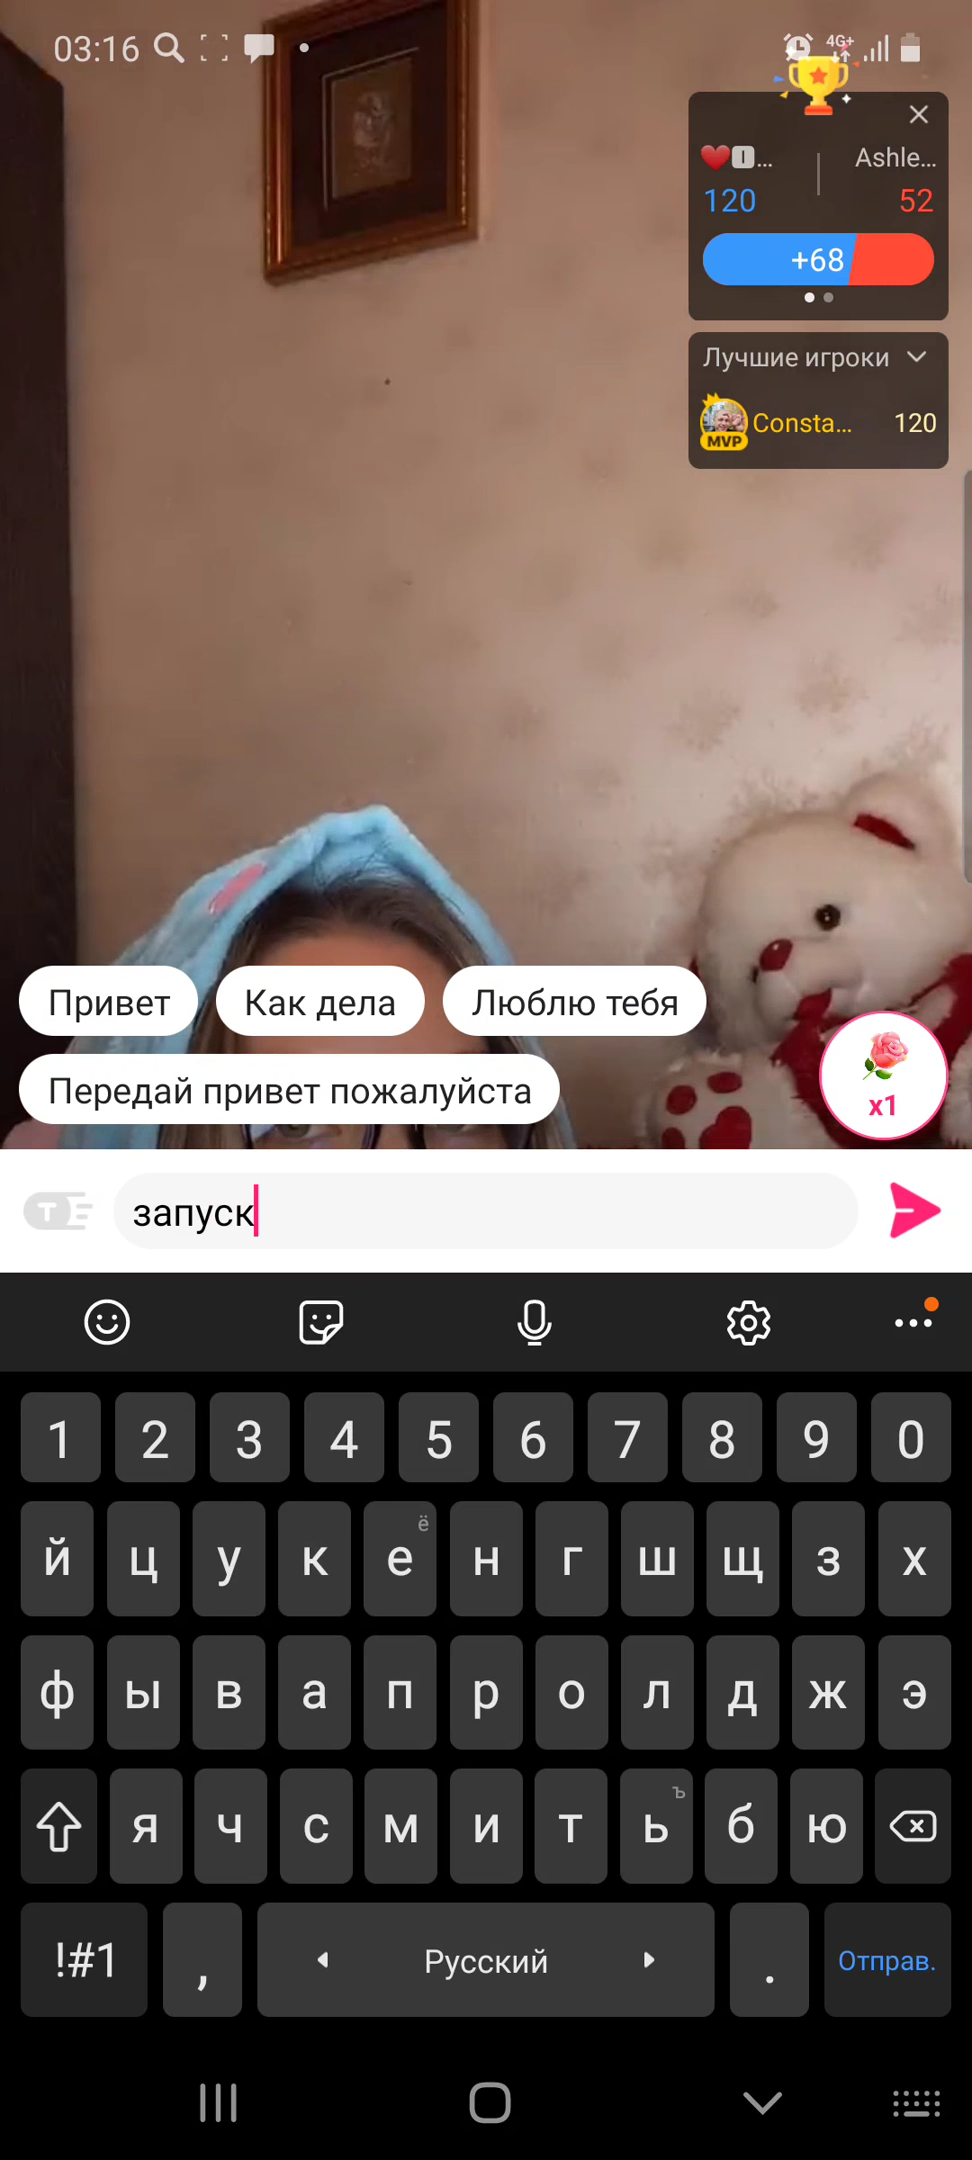 03:16
4G+
❤️I... Ashle...
120 52
+68
Лучшие игроки
MVP Consta... 120
Привет Как дела Люблю тебя
Передай привет пожалуйста
x1
T запуск
1 2 3 4 5 6 7 8 9 0
й ц у к е ё н г ш щ з х
ф ы в а п р о л д ж э
я ч с м и т ь ъ б ю
!#1 , Русский . Отправ.